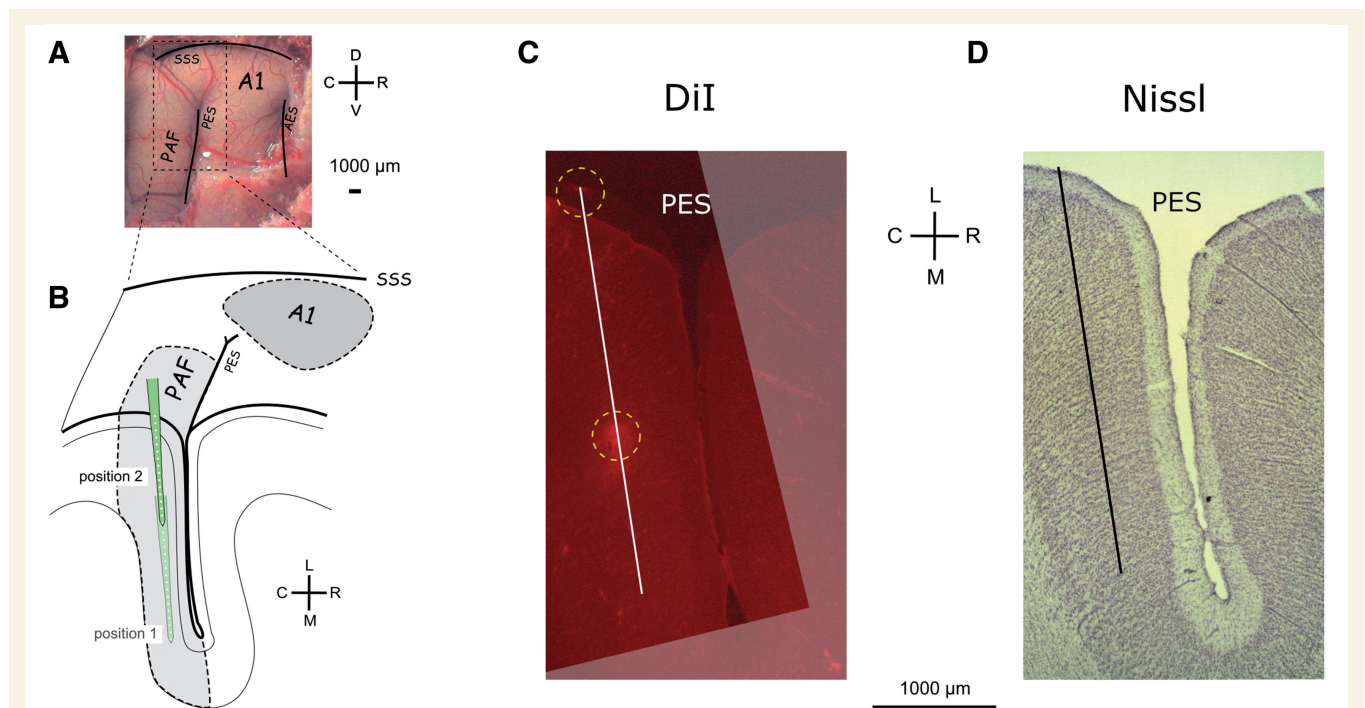 A
SSS
A1
PES
AES
PAF
D
C R
V
1000 µm
B
SSS
A1
PES
PAF
position 2
position 1
L
C R
M
C
DiI
PES
L
C R
M
1000 µm
D
Nissl
PES